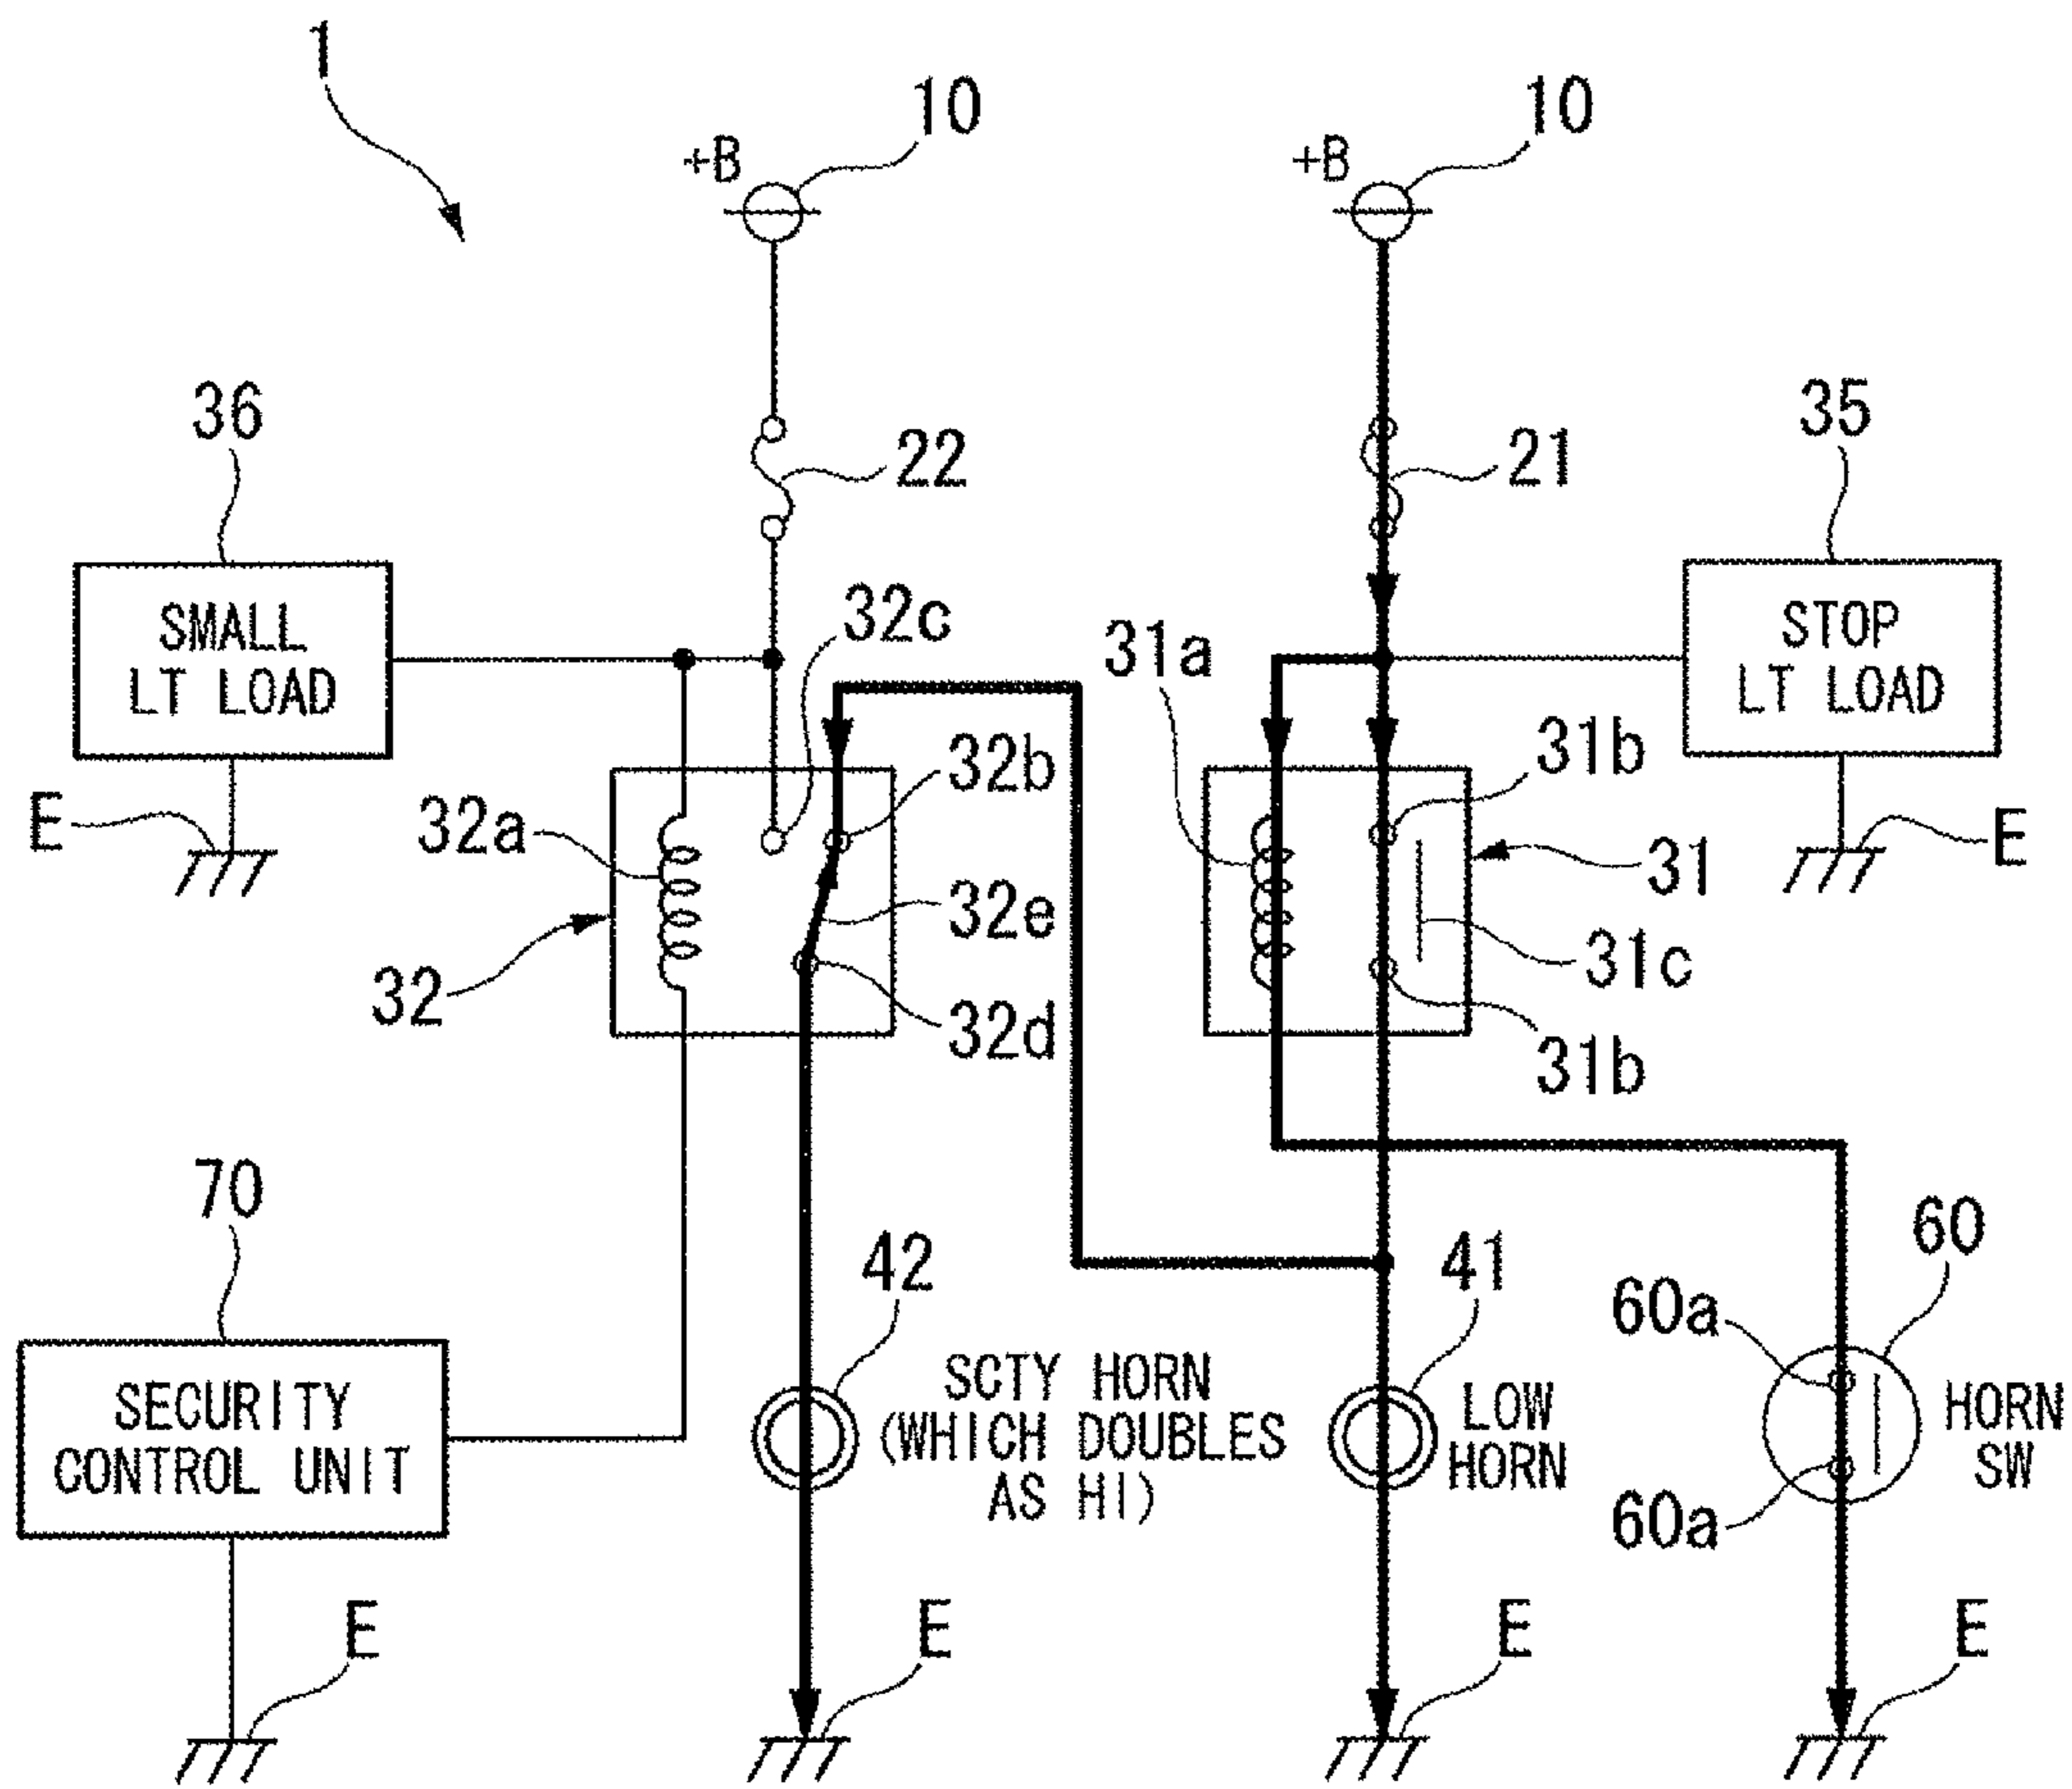 1
10
10
+B
+B
36
35
22
21
SMALL
LT LOAD
32c
31a
STOP
LT LOAD
32b
31b
E
32a
31
E
32e
31c
32
32d
31b
70
60
42
41
60a
SECURITY
CONTROL UNIT
SCTY HORN
(WHICH DOUBLES
AS HI)
LOW
HORN
HORN
SW
60a
E
E
E
E